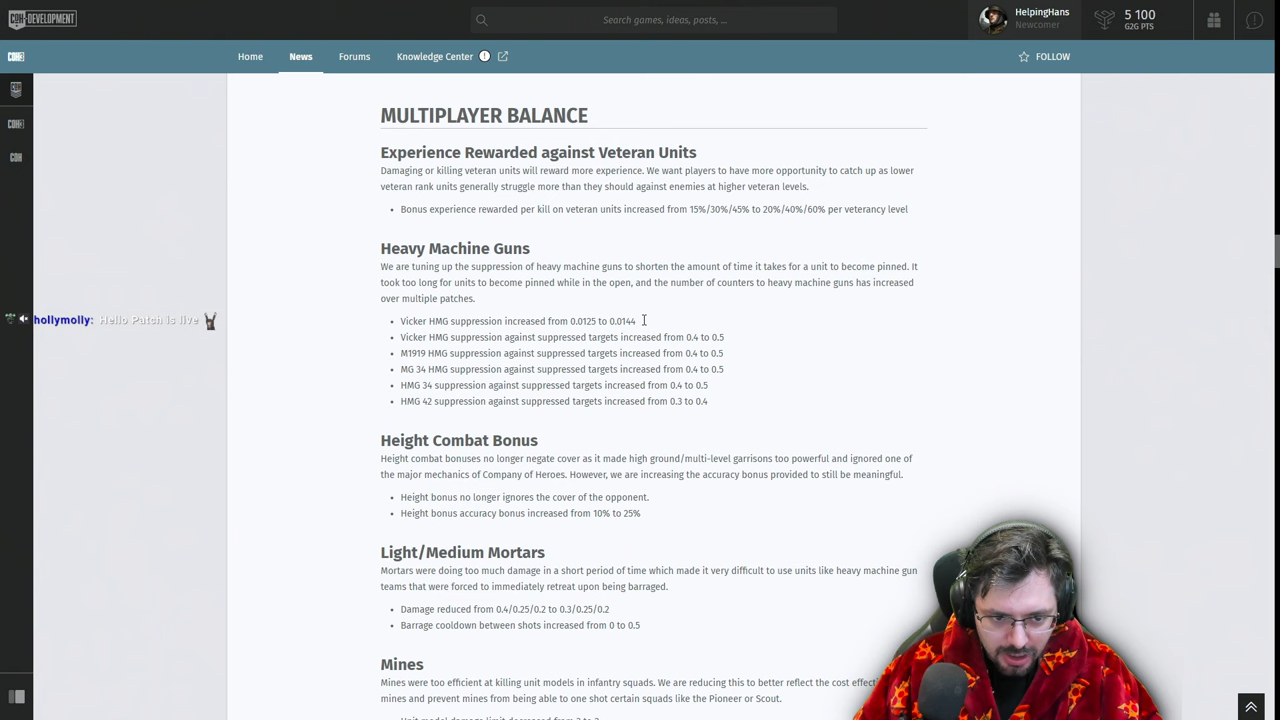 COH-DEVELOPMENT
Search games, ideas, posts, ...
HelpingHans
Newcomer
5 100
G2G PTS
COH3
Home
News
Forums
Knowledge Center
FOLLOW
MULTIPLAYER BALANCE
Experience Rewarded against Veteran Units
Damaging or killing veteran units will reward more experience. We want players to have more opportunity to catch up as lower
veteran rank units generally struggle more than they should against enemies at higher veteran levels.
• Bonus experience rewarded per kill on veteran units increased from 15%/30%/45% to 20%/40%/60% per veterancy level
Heavy Machine Guns
We are tuning up the suppression of heavy machine guns to shorten the amount of time it takes for a unit to become pinned. It
took too long for units to become pinned while in the open, and the number of counters to heavy machine guns has increased
over multiple patches.
hollymolly: Hello Patch is live
• Vicker HMG suppression increased from 0.0125 to 0.0144
• Vicker HMG suppression against suppressed targets increased from 0.4 to 0.5
• M1919 HMG suppression against suppressed targets increased from 0.4 to 0.5
• MG 34 HMG suppression against suppressed targets increased from 0.4 to 0.5
• HMG 34 suppression against suppressed targets increased from 0.4 to 0.5
• HMG 42 suppression against suppressed targets increased from 0.3 to 0.4
Height Combat Bonus
Height combat bonuses no longer negate cover as it made high ground/multi-level garrisons too powerful and ignored one of
the major mechanics of Company of Heroes. However, we are increasing the accuracy bonus provided to still be meaningful.
• Height bonus no longer ignores the cover of the opponent.
• Height bonus accuracy bonus increased from 10% to 25%
Light/Medium Mortars
Mortars were doing too much damage in a short period of time which made it very difficult to use units like heavy machine gun
teams that were forced to immediately retreat upon being barraged.
• Damage reduced from 0.4/0.25/0.2 to 0.3/0.25/0.2
• Barrage cooldown between shots increased from 0 to 0.5
Mines
Mines were too efficient at killing unit models in infantry squads. We are reducing this to better reflect the cost
mines and prevent mines from being able to one shot certain squads like the Pioneer or Scout.